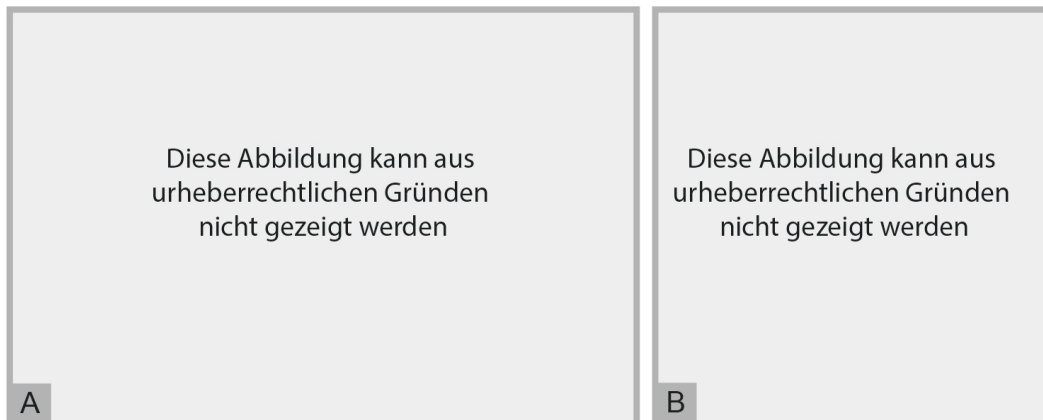 Diese Abbildung kann aus
urheberrechtlichen Gründen
nicht gezeigt werden
A
Diese Abbildung kann aus
urheberrechtlichen Gründen
nicht gezeigt werden
B